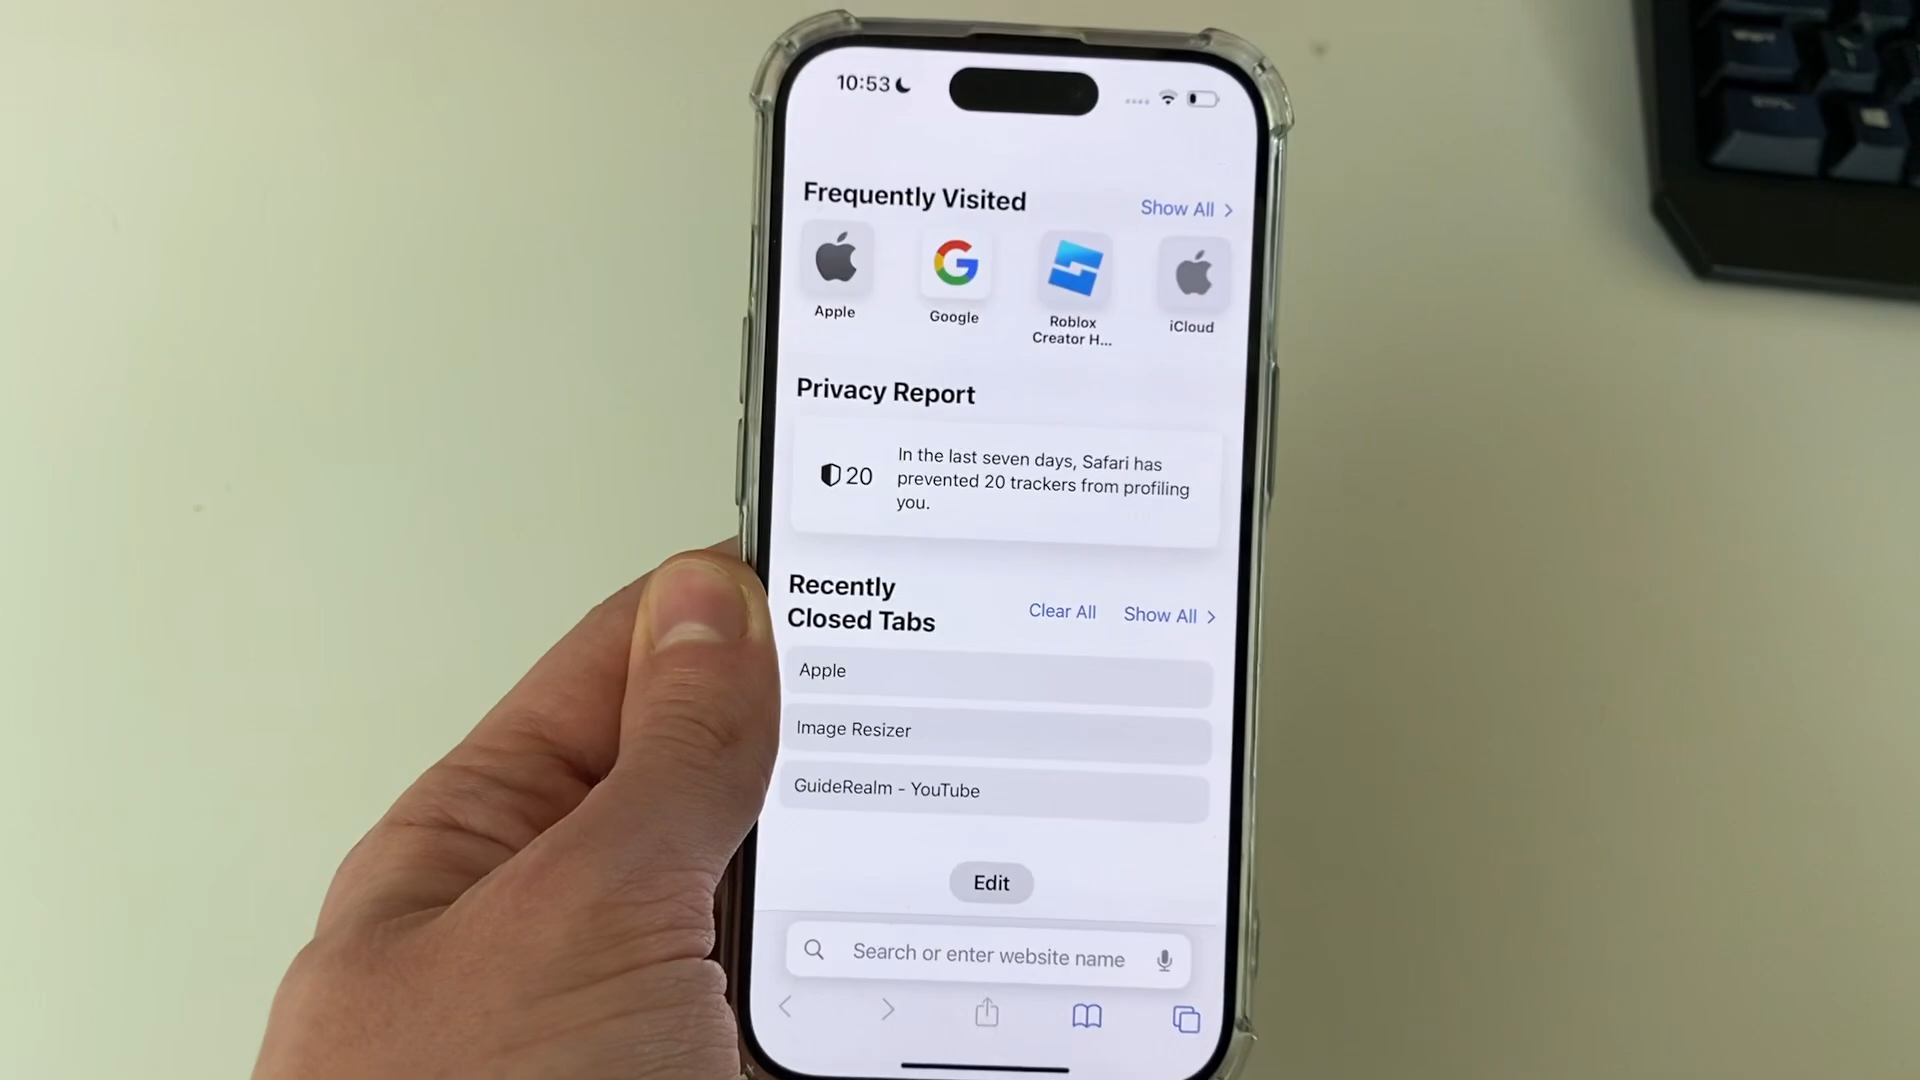 10:53
Frequently Visited
Show All >
Apple
Google
Roblox
Creator H...
iCloud
Privacy Report
20
In the last seven days, Safari has
prevented 20 trackers from profiling
you.
Recently
Closed Tabs
Clear All
Show All >
Apple
Image Resizer
GuideRealm - YouTube
Edit
Search or enter website name